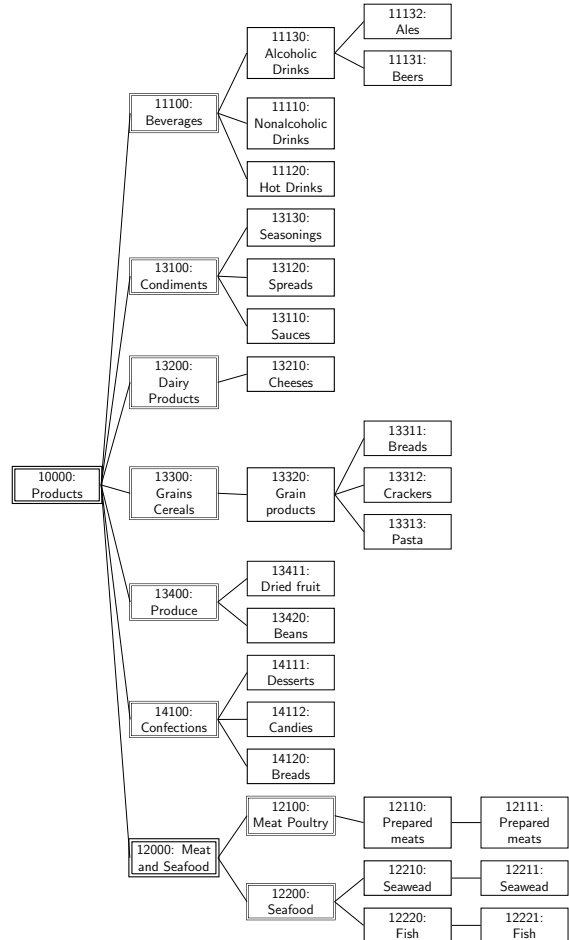 11132:
Ales
11130:
Alcoholic
Drinks
11131:
Beers
11100:
Beverages
11110:
Nonalcoholic
Drinks
11120:
Hot Drinks
13130:
Seasonings
13100:
Condiments
13120:
Spreads
13110:
Sauces
13200:
Dairy
Products
13210:
Cheeses
10000:
Products
13300:
Grains
Cereals
13320:
Grain
products
13311:
Breads
13312:
Crackers
13313:
Pasta
13400:
Produce
13411:
Dried fruit
13420:
Beans
14100:
Confections
14111:
Desserts
14112:
Candies
14120:
Breads
12000: Meat
and Seafood
12100:
Meat Poultry
12110:
Prepared
meats
12111:
Prepared
meats
12200:
Seafood
12210:
Seawead
12211:
Seawead
12220:
Fish
12221:
Fish